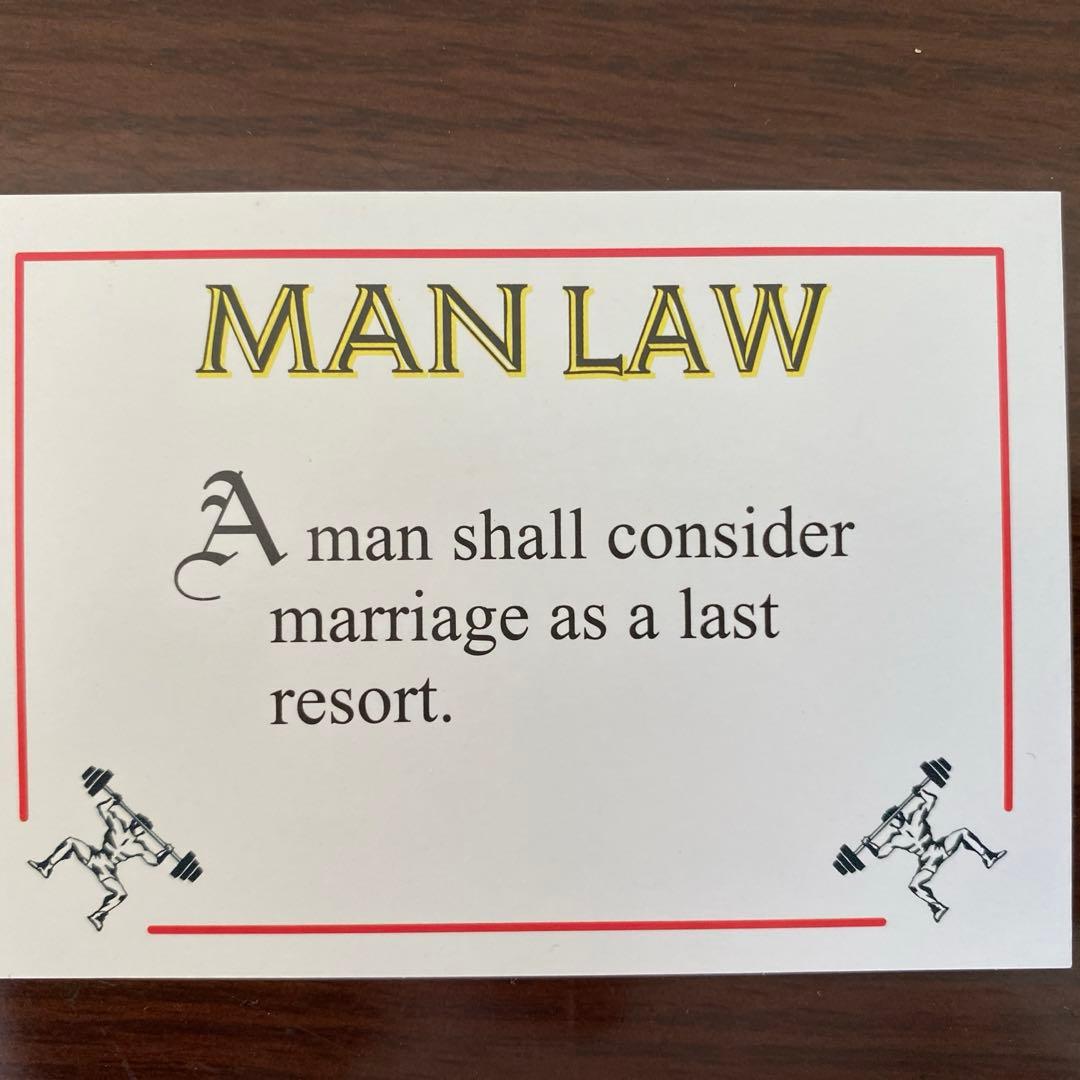 MAN LAW
A man shall consider
marriage as a last
resort.